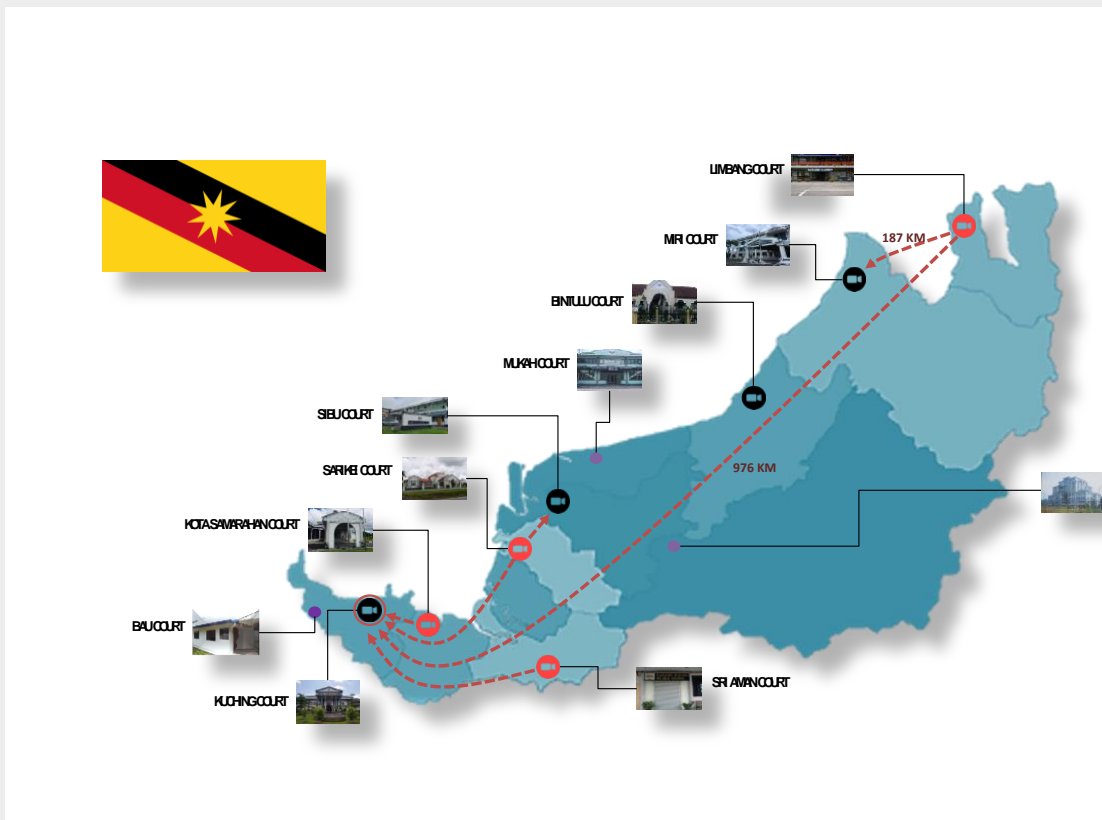 LIMBANG COURT
187 KM
MIRI COURT
BINTULU COURT
MUKAH COURT
SIBU COURT
976 KM
SARIKEI COURT
KOTA SAMARAHAN COURT
BAU COURT
SRI AMAN COURT
KUCHING COURT